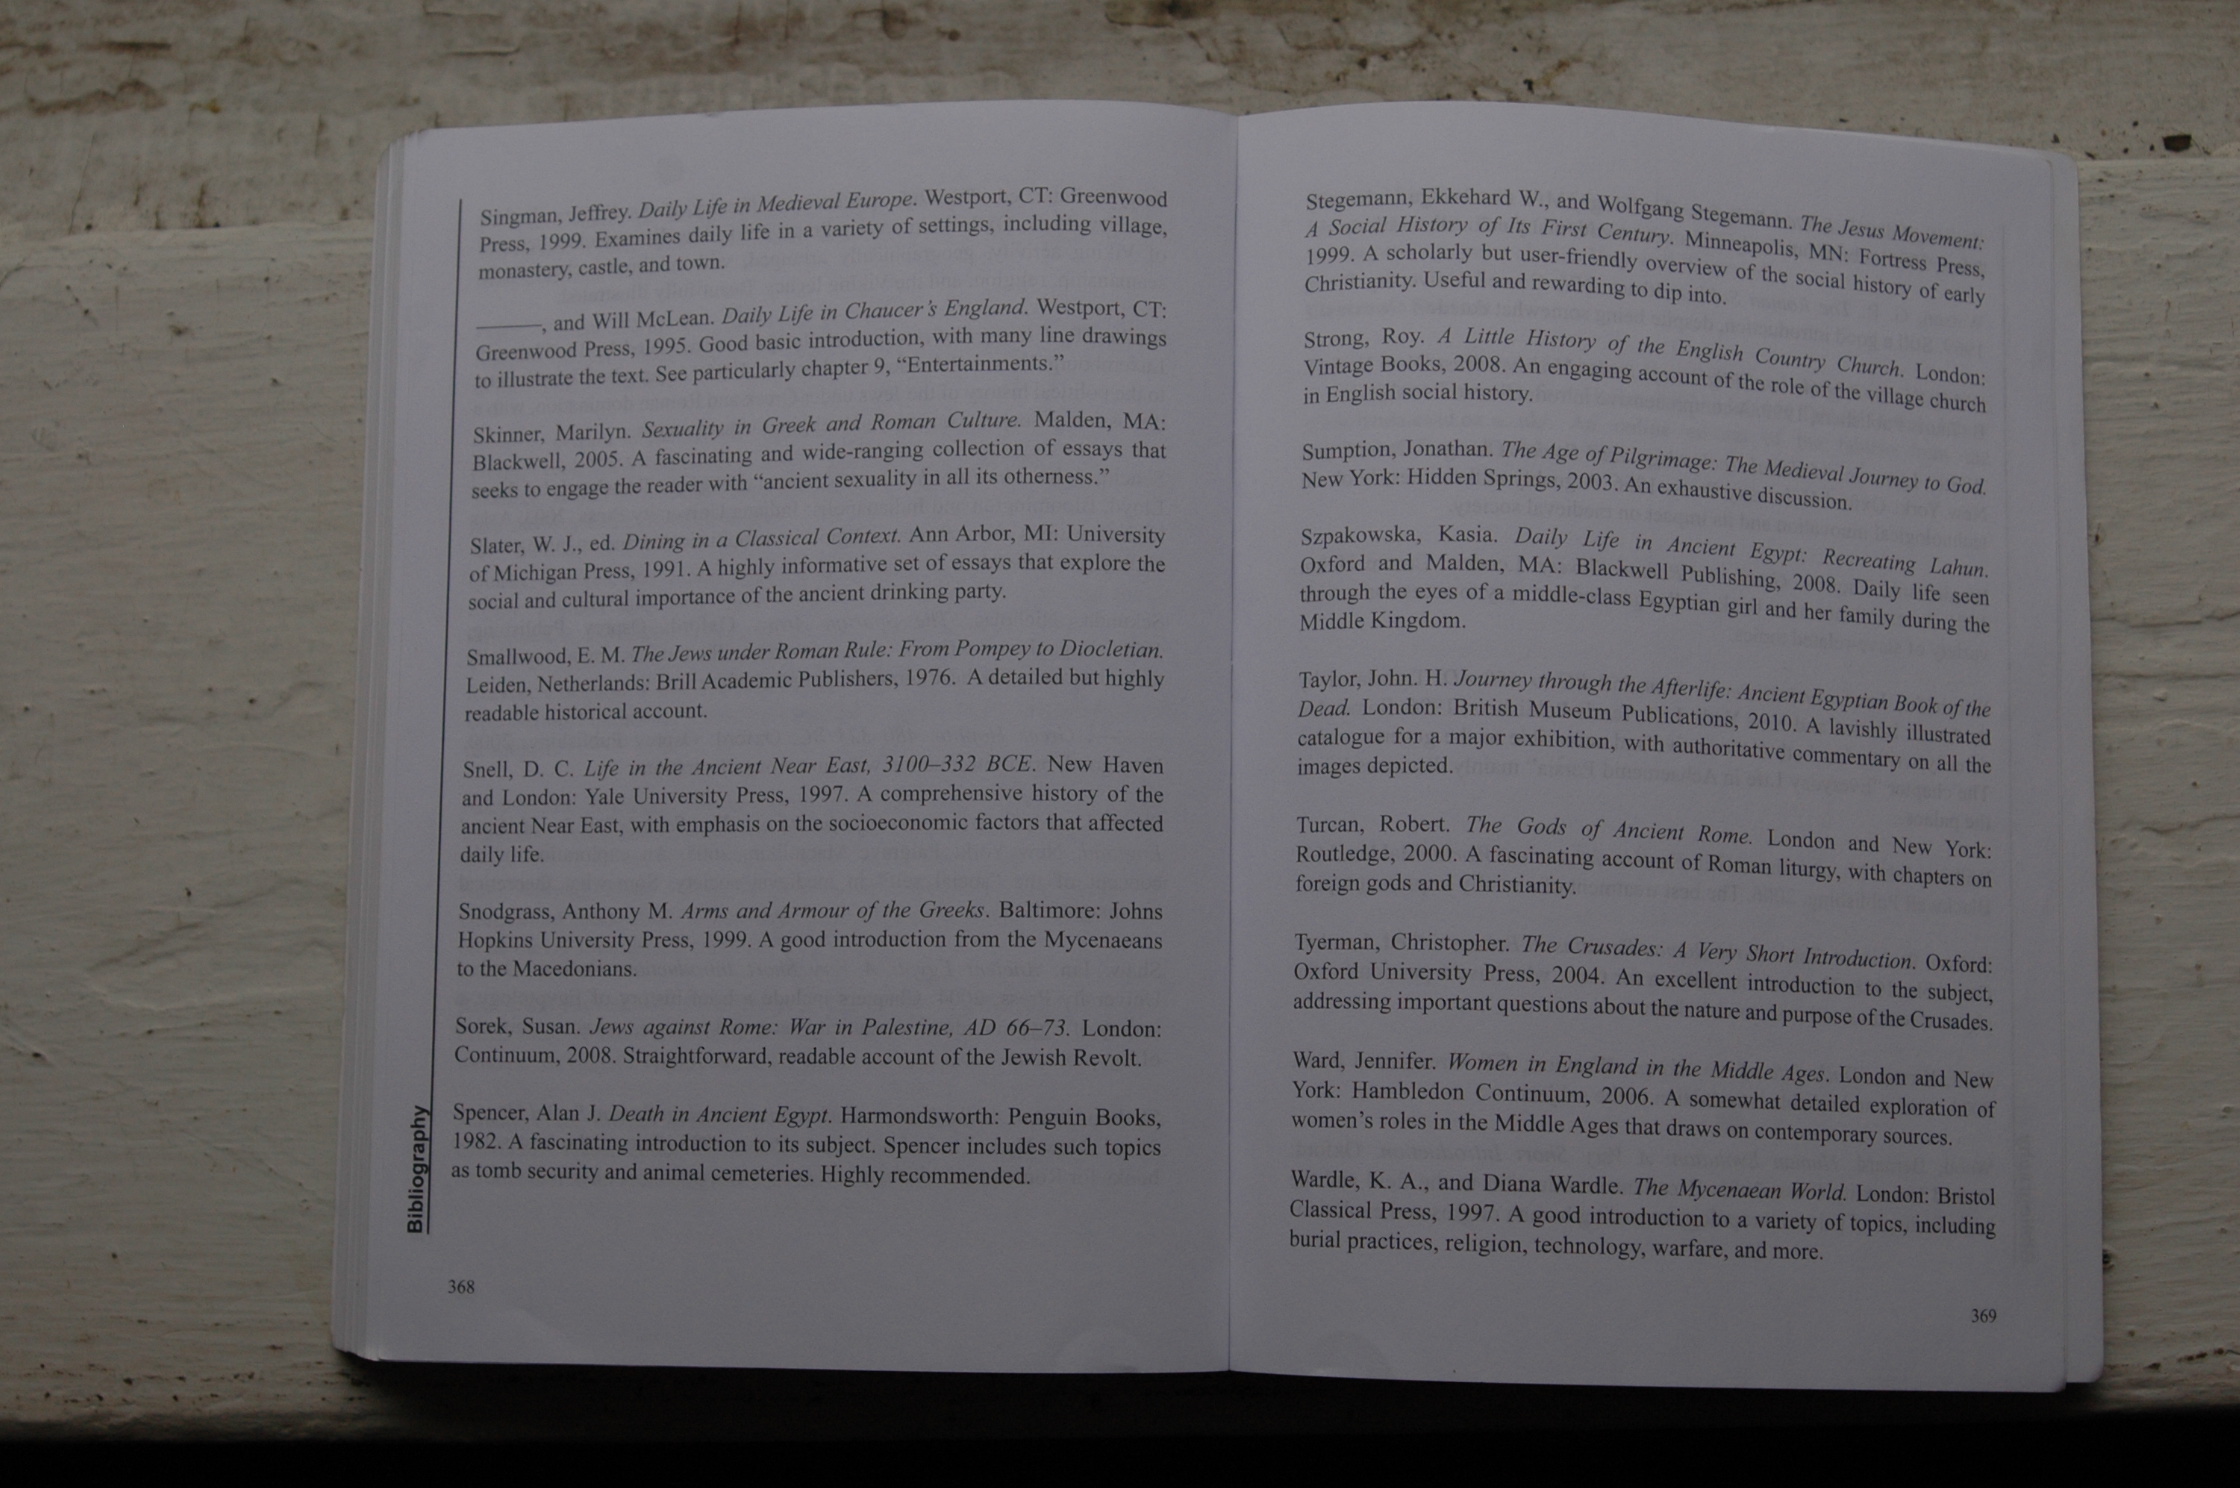 Singman, Jeffrey. Daily Life in Medieval Europe. Westport, CT: Greenwood
Press, 1999. Examines daily life in a variety of settings, including village,
monastery, castle, and town.
______, and Will McLean. Daily Life in Chaucer’s England. Westport, CT:
Greenwood Press, 1995. Good basic introduction, with many line drawings
to illustrate the text. See particularly chapter 9, “Entertainments.”
Skinner, Marilyn. Sexuality in Greek and Roman Culture. Malden, MA:
Blackwell, 2005. A fascinating and wide-ranging collection of essays that
seeks to engage the reader with “ancient sexuality in all its otherness.”
Slater, W. J., ed. Dining in a Classical Context. Ann Arbor, MI: University
of Michigan Press, 1991. A highly informative set of essays that explore the
social and cultural importance of the ancient drinking party.
Smallwood, E. M. The Jews under Roman Rule: From Pompey to Diocletian.
Leiden, Netherlands: Brill Academic Publishers, 1976. A detailed but highly
readable historical account.
Snell, D. C. Life in the Ancient Near East, 3100–332 BCE. New Haven
and London: Yale University Press, 1997. A comprehensive history of the
ancient Near East, with emphasis on the socioeconomic factors that affected
daily life.
Snodgrass, Anthony M. Arms and Armour of the Greeks. Baltimore: Johns
Hopkins University Press, 1999. A good introduction from the Mycenaeans
to the Macedonians.
Sorek, Susan. Jews against Rome: War in Palestine, AD 66–73. London:
Continuum, 2008. Straightforward, readable account of the Jewish Revolt.
Spencer, Alan J. Death in Ancient Egypt. Harmondsworth: Penguin Books,
1982. A fascinating introduction to its subject. Spencer includes such topics
as tomb security and animal cemeteries. Highly recommended.
Bibliography
368
Stegemann, Ekkehard W., and Wolfgang Stegemann. The Jesus Movement:
A Social History of Its First Century. Minneapolis, MN: Fortress Press,
1999. A scholarly but user-friendly overview of the social history of early
Christianity. Useful and rewarding to dip into.
Strong, Roy. A Little History of the English Country Church. London:
Vintage Books, 2008. An engaging account of the role of the village church
in English social history.
Sumption, Jonathan. The Age of Pilgrimage: The Medieval Journey to God.
New York: Hidden Springs, 2003. An exhaustive discussion.
Szpakowska, Kasia. Daily Life in Ancient Egypt: Recreating Lahun.
Oxford and Malden, MA: Blackwell Publishing, 2008. Daily life seen
through the eyes of a middle-class Egyptian girl and her family during the
Middle Kingdom.
Taylor, John. H. Journey through the Afterlife: Ancient Egyptian Book of the
Dead. London: British Museum Publications, 2010. A lavishly illustrated
catalogue for a major exhibition, with authoritative commentary on all the
images depicted.
Turcan, Robert. The Gods of Ancient Rome. London and New York:
Routledge, 2000. A fascinating account of Roman liturgy, with chapters on
foreign gods and Christianity.
Tyerman, Christopher. The Crusades: A Very Short Introduction. Oxford:
Oxford University Press, 2004. An excellent introduction to the subject,
addressing important questions about the nature and purpose of the Crusades.
Ward, Jennifer. Women in England in the Middle Ages. London and New
York: Hambledon Continuum, 2006. A somewhat detailed exploration of
women’s roles in the Middle Ages that draws on contemporary sources.
Wardle, K. A., and Diana Wardle. The Mycenaean World. London: Bristol
Classical Press, 1997. A good introduction to a variety of topics, including
burial practices, religion, technology, warfare, and more.
369